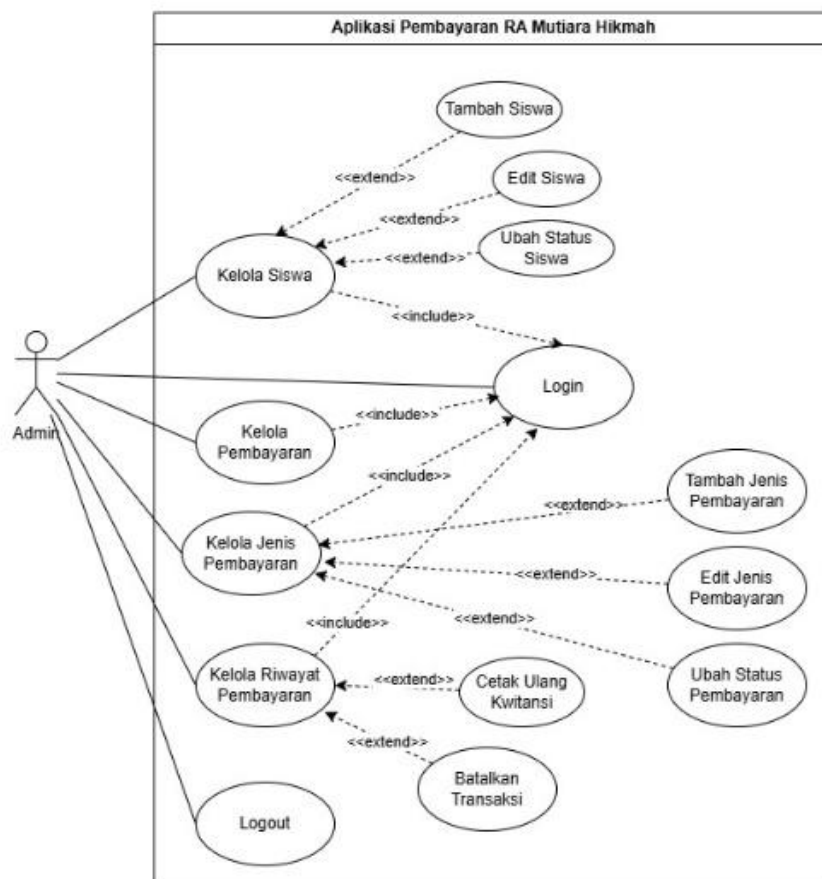 Aplikasi Pembayaran RA Mutiara Hikmah
Tambah Siswa
<<extend>>
Edit Siswa
<<extend>>
Ubah Status
Siswa
<<extend>>
Kelola Siswa
<<include>>
Login
Admin
Kelola
Pembayaran
<<include>>
<<include>>
Tambah Jenis
Pembayaran
<<extend>>
Kelola Jenis
Pembayaran
Edit Jenis
Pembayaran
<<extend>>
<<extend>>
<<include>>
Kelola Riwayat
Pembayaran
<<extend>>
Cetak Ulang
Kwitansi
Ubah Status
Pembayaran
<<extend>>
Batalkan
Transaksi
Logout